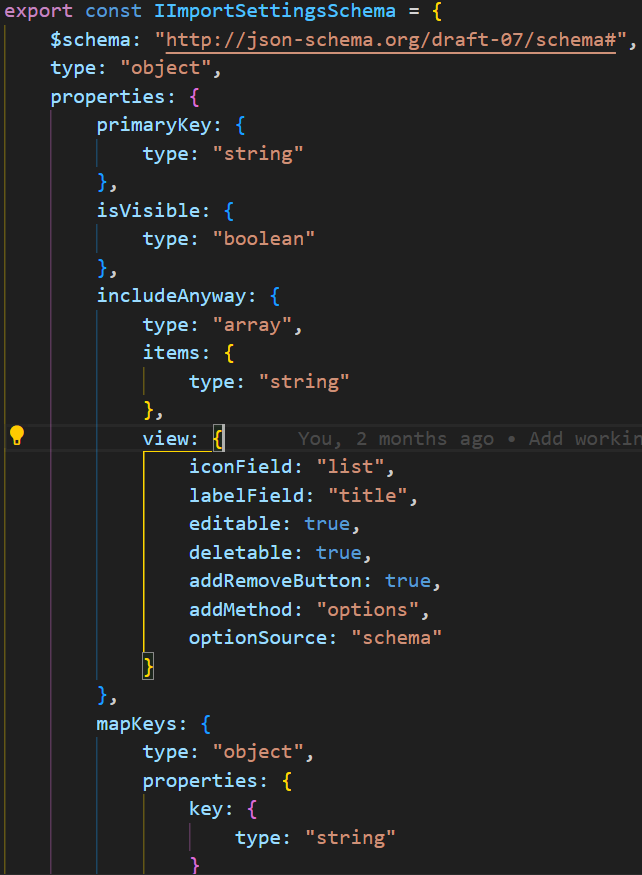 export const IImportSettingsSchema = {
    $schema: "http://json-schema.org/draft-07/schema#",
    type: "object",
    properties: {
        primaryKey: {
            type: "string"
        },
        isVisible: {
            type: "boolean"
        },
        includeAnyway: {
            type: "array",
            items: {
                type: "string"
            },
            view: {      You, 2 months ago • Add workin
                iconField: "list",
                labelField: "title",
                editable: true,
                deletable: true,
                addRemoveButton: true,
                addMethod: "options",
                optionSource: "schema"
            }
        },
        mapKeys: {
            type: "object",
            properties: {
                key: {
                    type: "string"
                }